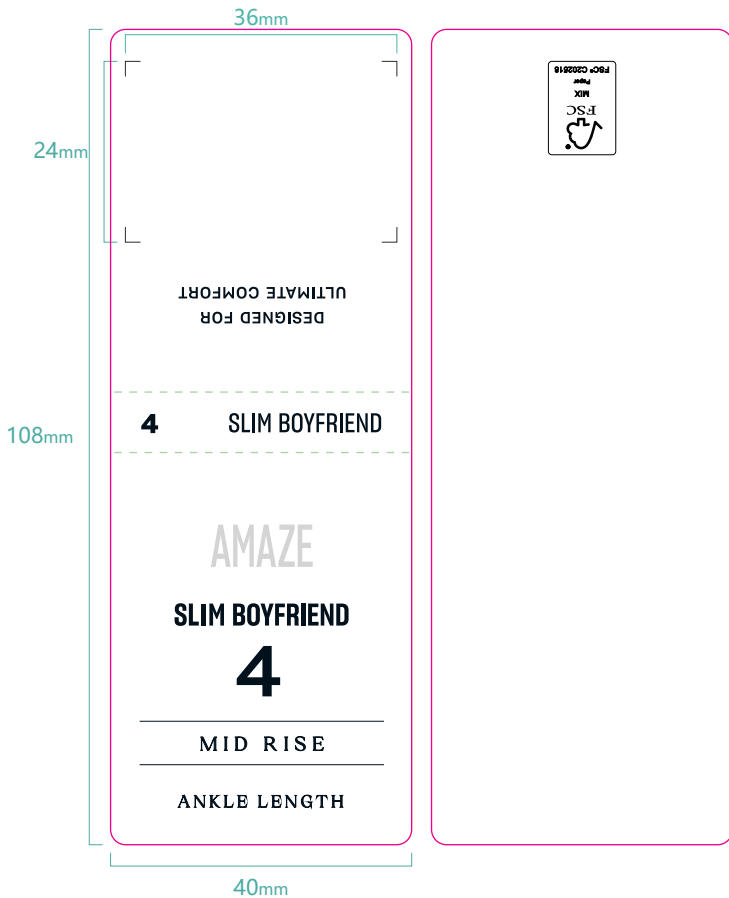 36mm
24mm
DESIGNED FOR
ULTIMATE COMFORT
108mm
4 SLIM BOYFRIEND
AMAZE
SLIM BOYFRIEND
4
MID RISE
ANKLE LENGTH
40mm
FSC
MIX
Paper
FSC® C202618